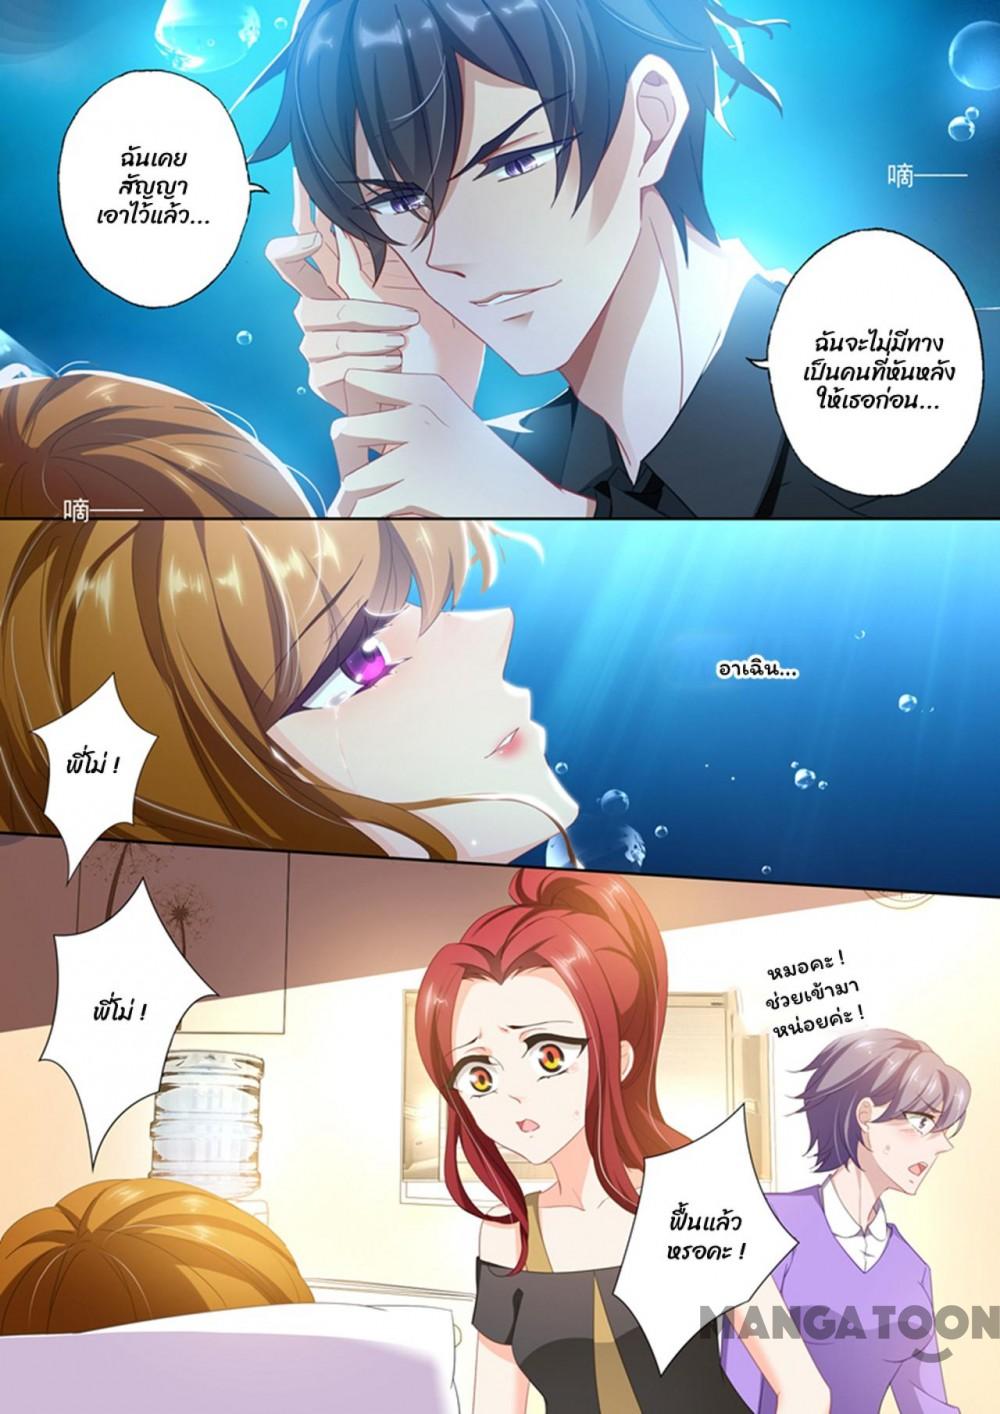 ฉันเคย
สัญญา
เอาไว้แล้ว...
嘀——
ฉันจะไม่มีทาง
เป็นคนที่หันหลัง
ให้เธอก่อน...
嘀——
อาเฉิน...
พี่โม่ !
พี่โม่ !
หมอคะ !
ช่วยเข้ามา
หน่อยค่ะ !
ฟื้นแล้ว
หรอคะ !
MANGATOON